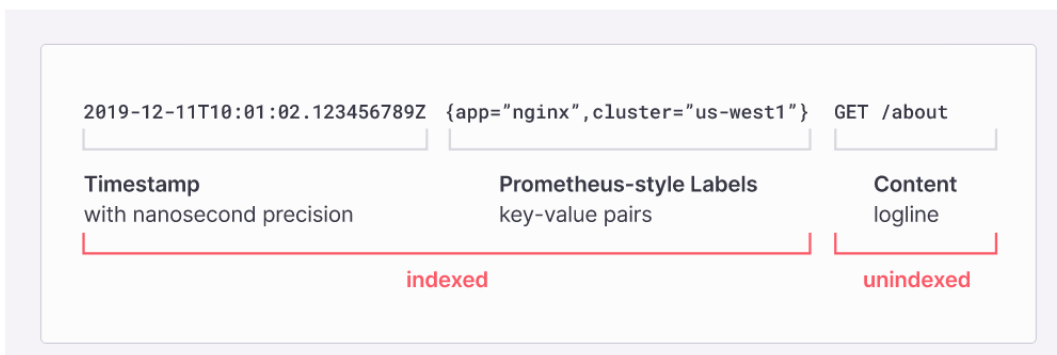 2019-12-11T10:01:02.123456789Z {app=”nginx”,cluster=”us-west1”} GET /about
Timestamp Prometheus-style Labels Content
with nanosecond precision key-value pairs logline
indexed unindexed